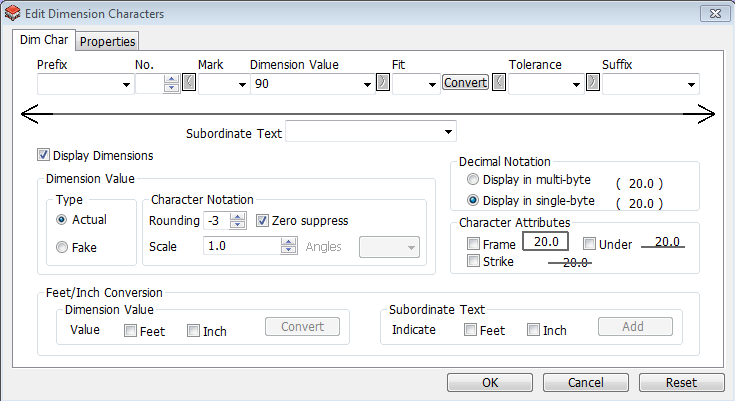 Edit Dimension Characters
Dim Char Properties
Prefix No. Mark Dimension Value Fit Tolerance Suffix
90 Convert
Subordinate Text
Display Dimensions
Decimal Notation
Dimension Value
Display in multi-byte ( 20.0 )
Type Character Notation
Display in single-byte ( 20.0 )
Actual Rounding -3 Zero suppress
Character Attributes
Fake Scale 1.0 Angles
Frame 20.0 Under 20.0
Strike 20.0
Feet/Inch Conversion
Dimension Value Subordinate Text
Value Feet Inch Convert Indicate Feet Inch Add
OK Cancel Reset